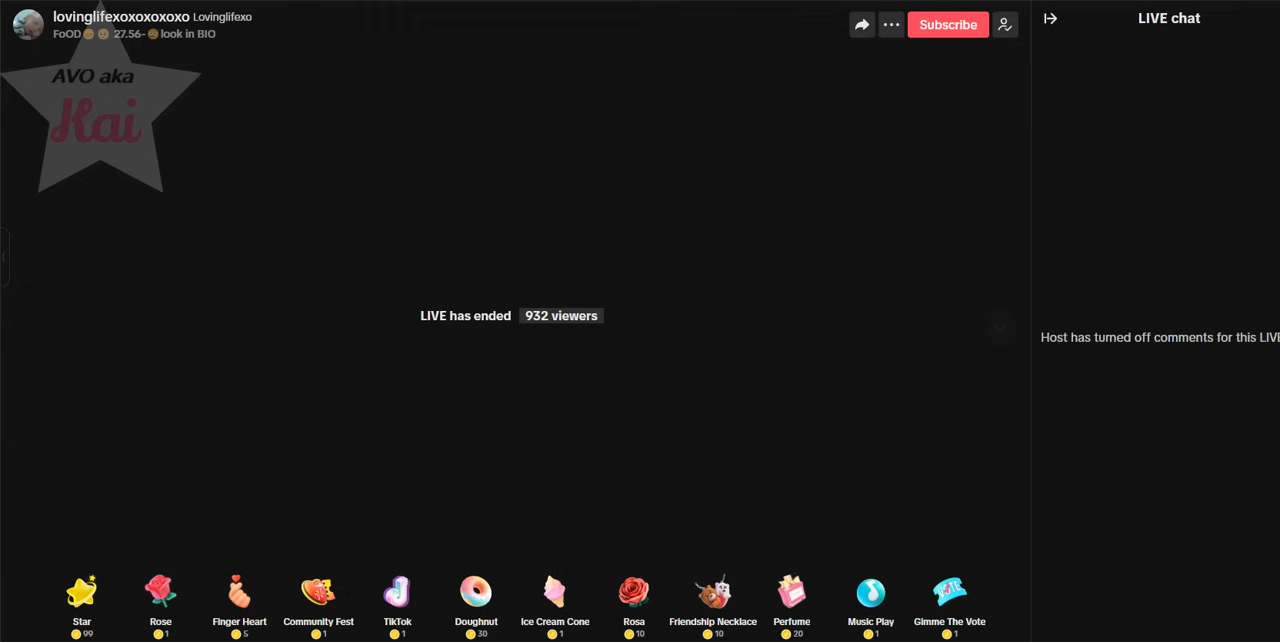 lovinglifexoxoxoxoxo Lovinglifexo
FoOD 27.56- look in BIO
AVO aka
Kai
Subscribe
LIVE chat
LIVE has ended 932 viewers
Host has turned off comments for this LIVE
Star Rose Finger Heart Community Fest TikTok Doughnut Ice Cream Cone Rosa Friendship Necklace Perfume Music Play Gimme The Vote
99 1 5 1 1 30 1 10 10 20 1 1